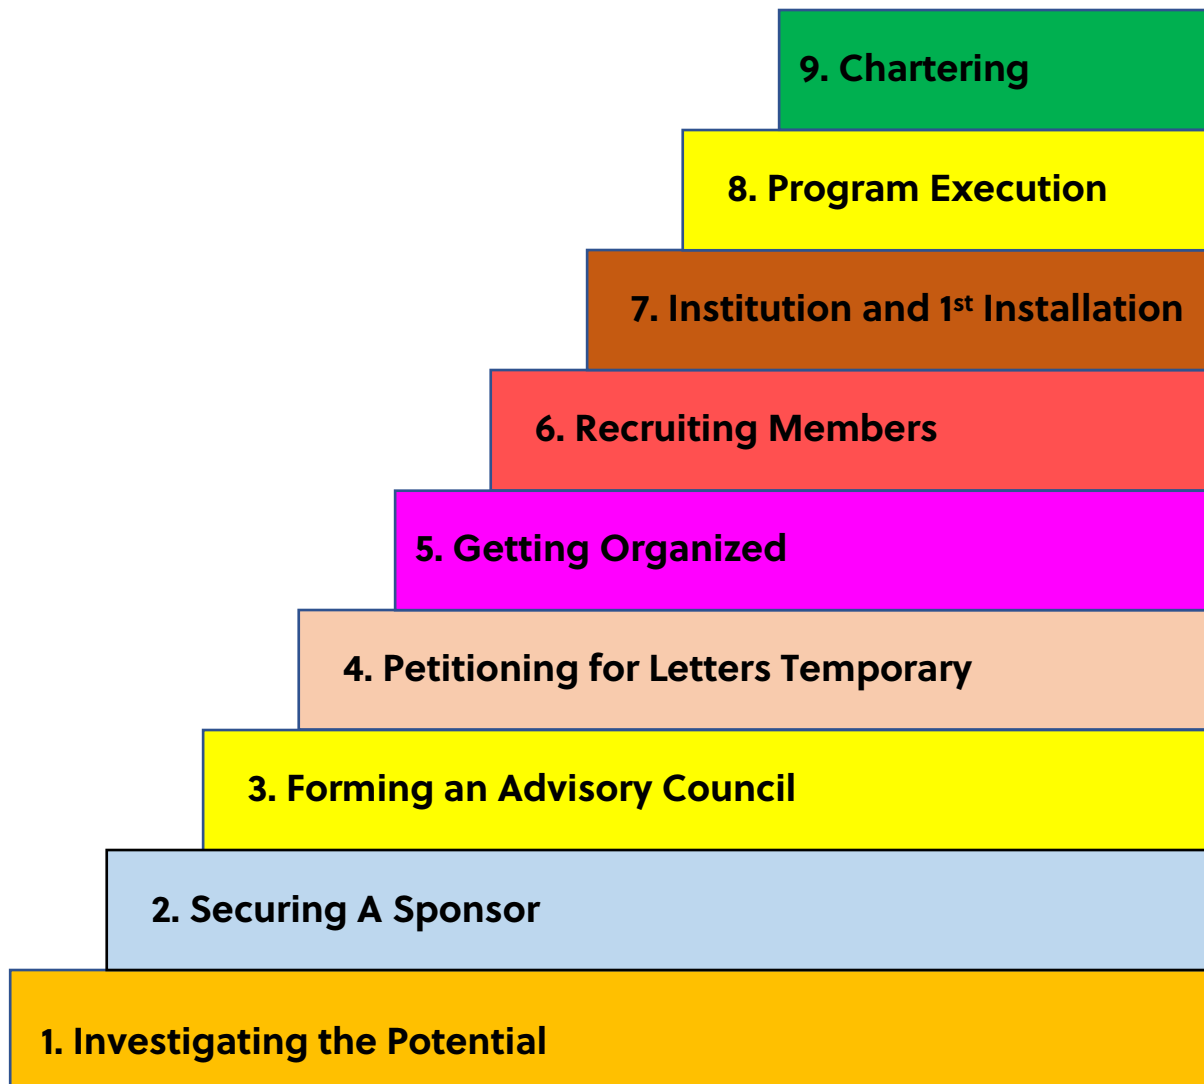 9. Chartering
8. Program Execution
7. Institution and 1st Installation
6. Recruiting Members
5. Getting Organized
4. Petitioning for Letters Temporary
3. Forming an Advisory Council
2. Securing A Sponsor
1. Investigating the Potential